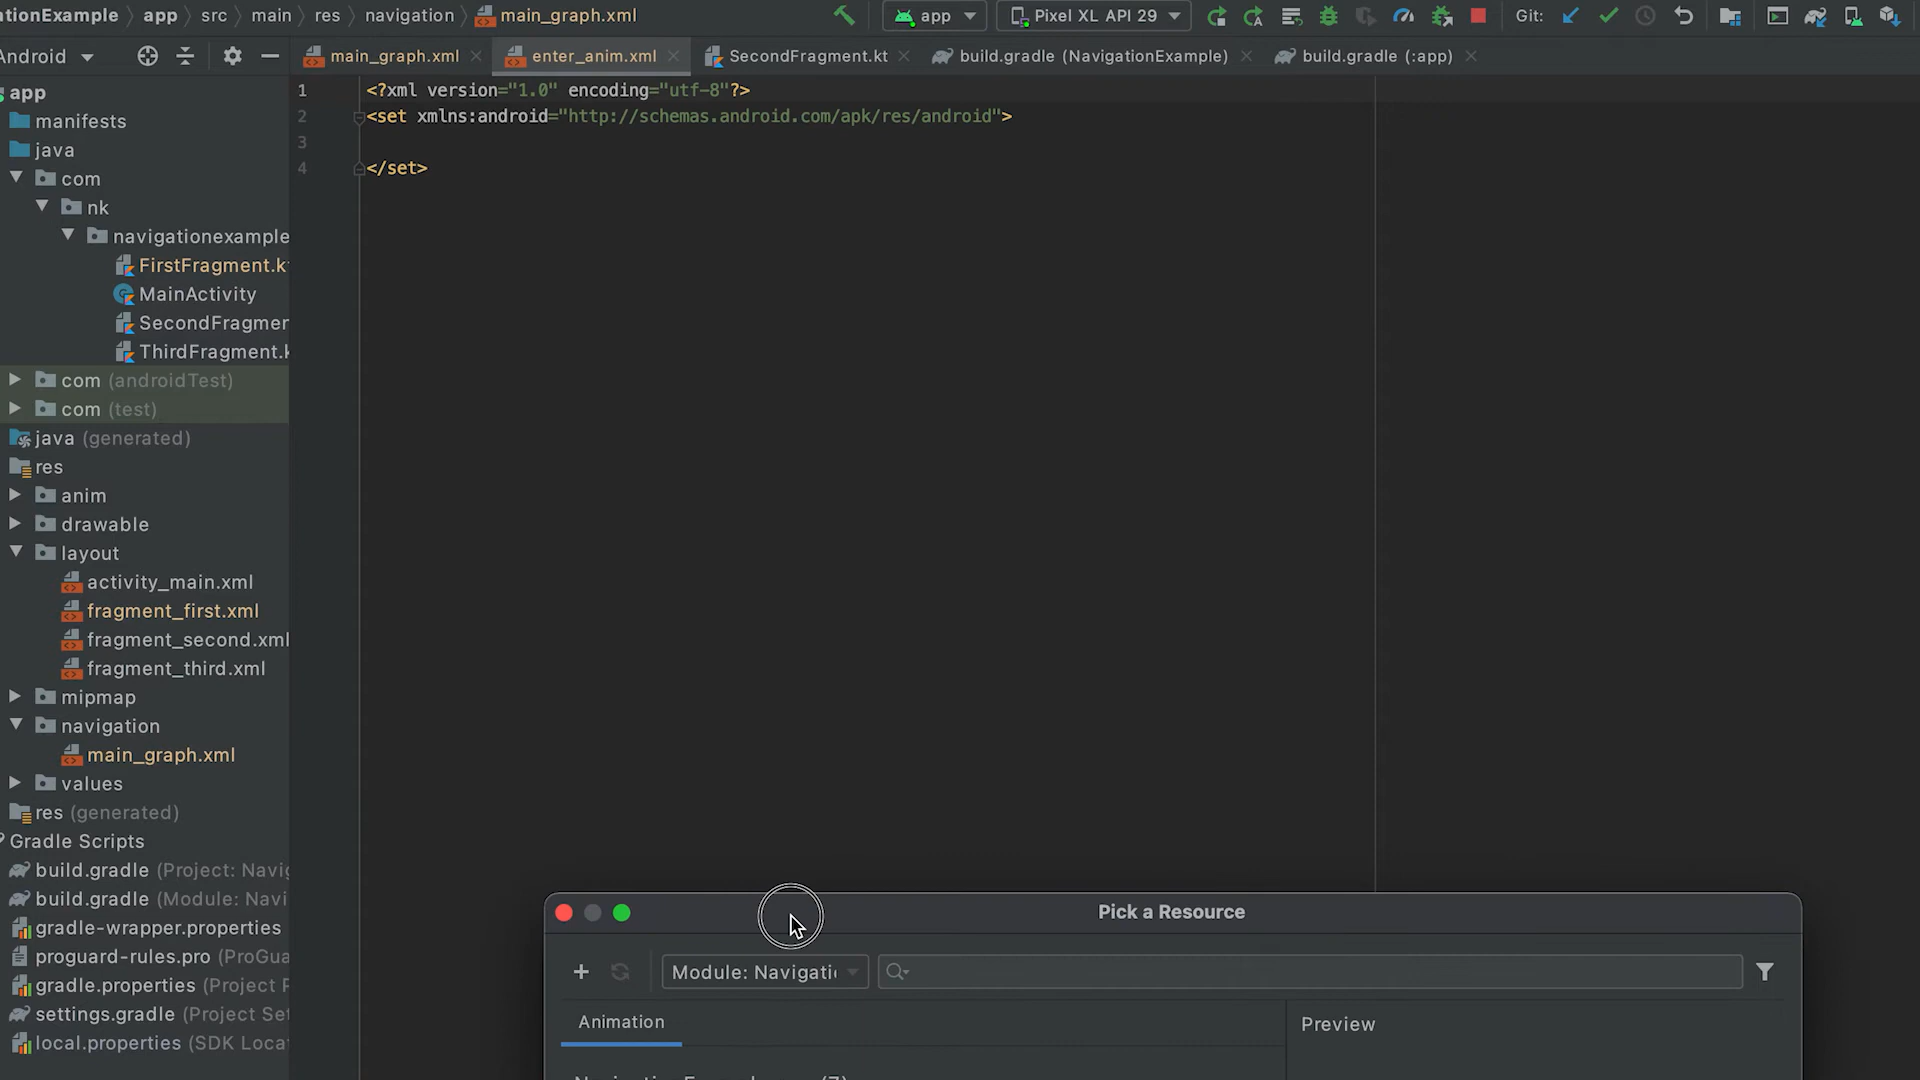 ationExample app src main res navigation main_graph.xml app Pixel XL API 29 Git:
Android main_graph.xml enter_anim.xml SecondFragment.kt build.gradle (NavigationExample) build.gradle (:app)
1 <?xml version="1.0" encoding="utf-8"?>
2 <set xmlns:android="http://schemas.android.com/apk/res/android">
3
4 </set>
app
manifests
java
com
nk
navigationexample
FirstFragment.k
MainActivity
SecondFragmen
ThirdFragment.k
com (androidTest)
com (test)
java (generated)
res
anim
drawable
layout
activity_main.xml
fragment_first.xml
fragment_second.xml
fragment_third.xml
mipmap
navigation
main_graph.xml
values
res (generated)
Gradle Scripts
build.gradle (Project: Navig
build.gradle (Module: Navi
gradle-wrapper.properties
proguard-rules.pro (ProGua
gradle.properties (Project P
settings.gradle (Project Set
local.properties (SDK Locat
Pick a Resource
Module: Navigati
Animation
Preview